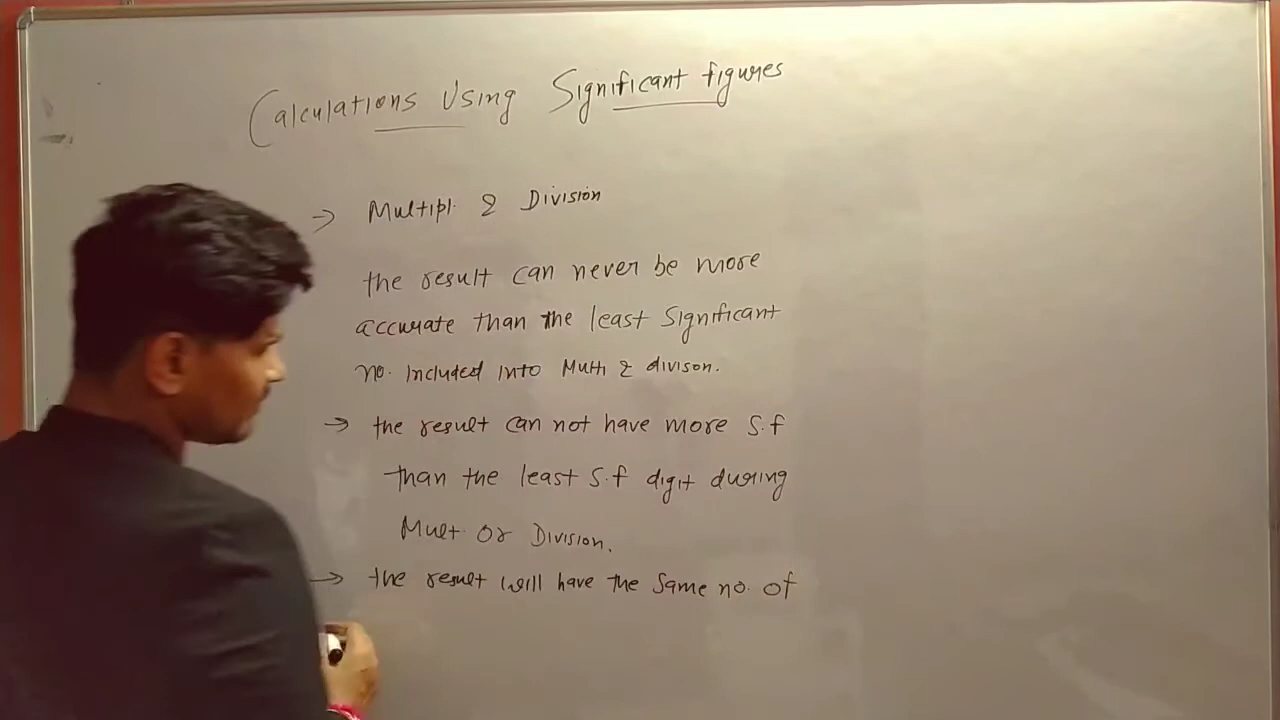 Calculations Using Significant figures
→ Multipl. & Division
the result can never be more
accurate than the least significant
no. included into Multi & divison.
→ the result can not have more S.f
than the least S.f digit during
Mult. Or Division.
→ the result will have the same no. of